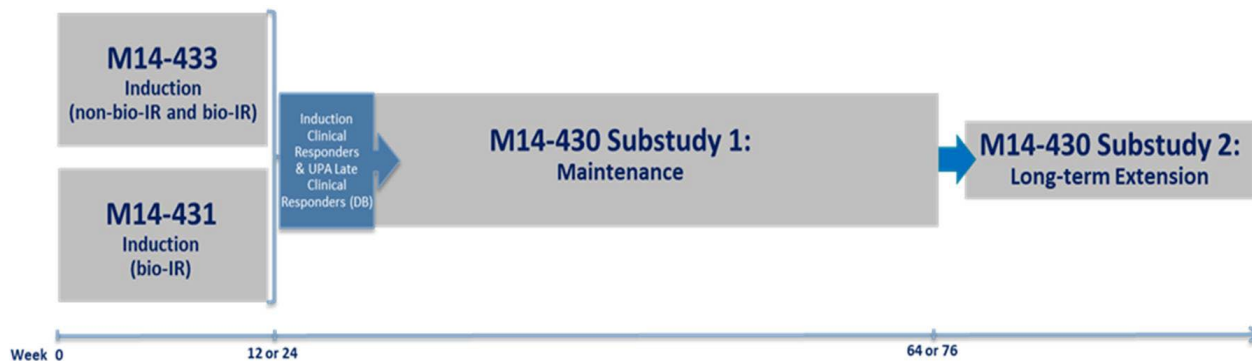 M14-433
Induction
(non-bio-IR and bio-IR)
M14-431
Induction
(bio-IR)
Induction
Clinical
Responders
& UPA Late
Clinical
Responders (DB)
M14-430 Substudy 1:
Maintenance
M14-430 Substudy 2:
Long-term Extension
Week 0
12 or 24
64 or 76